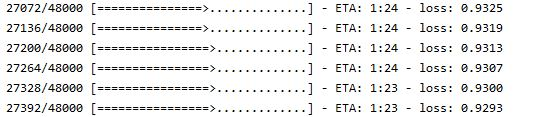 27072/48000 [================>.............] - ETA: 1:24 - loss: 0.9325
27136/48000 [================>.............] - ETA: 1:24 - loss: 0.9319
27200/48000 [================>.............] - ETA: 1:24 - loss: 0.9313
27264/48000 [================>.............] - ETA: 1:24 - loss: 0.9307
27328/48000 [================>.............] - ETA: 1:23 - loss: 0.9300
27392/48000 [================>.............] - ETA: 1:23 - loss: 0.9293